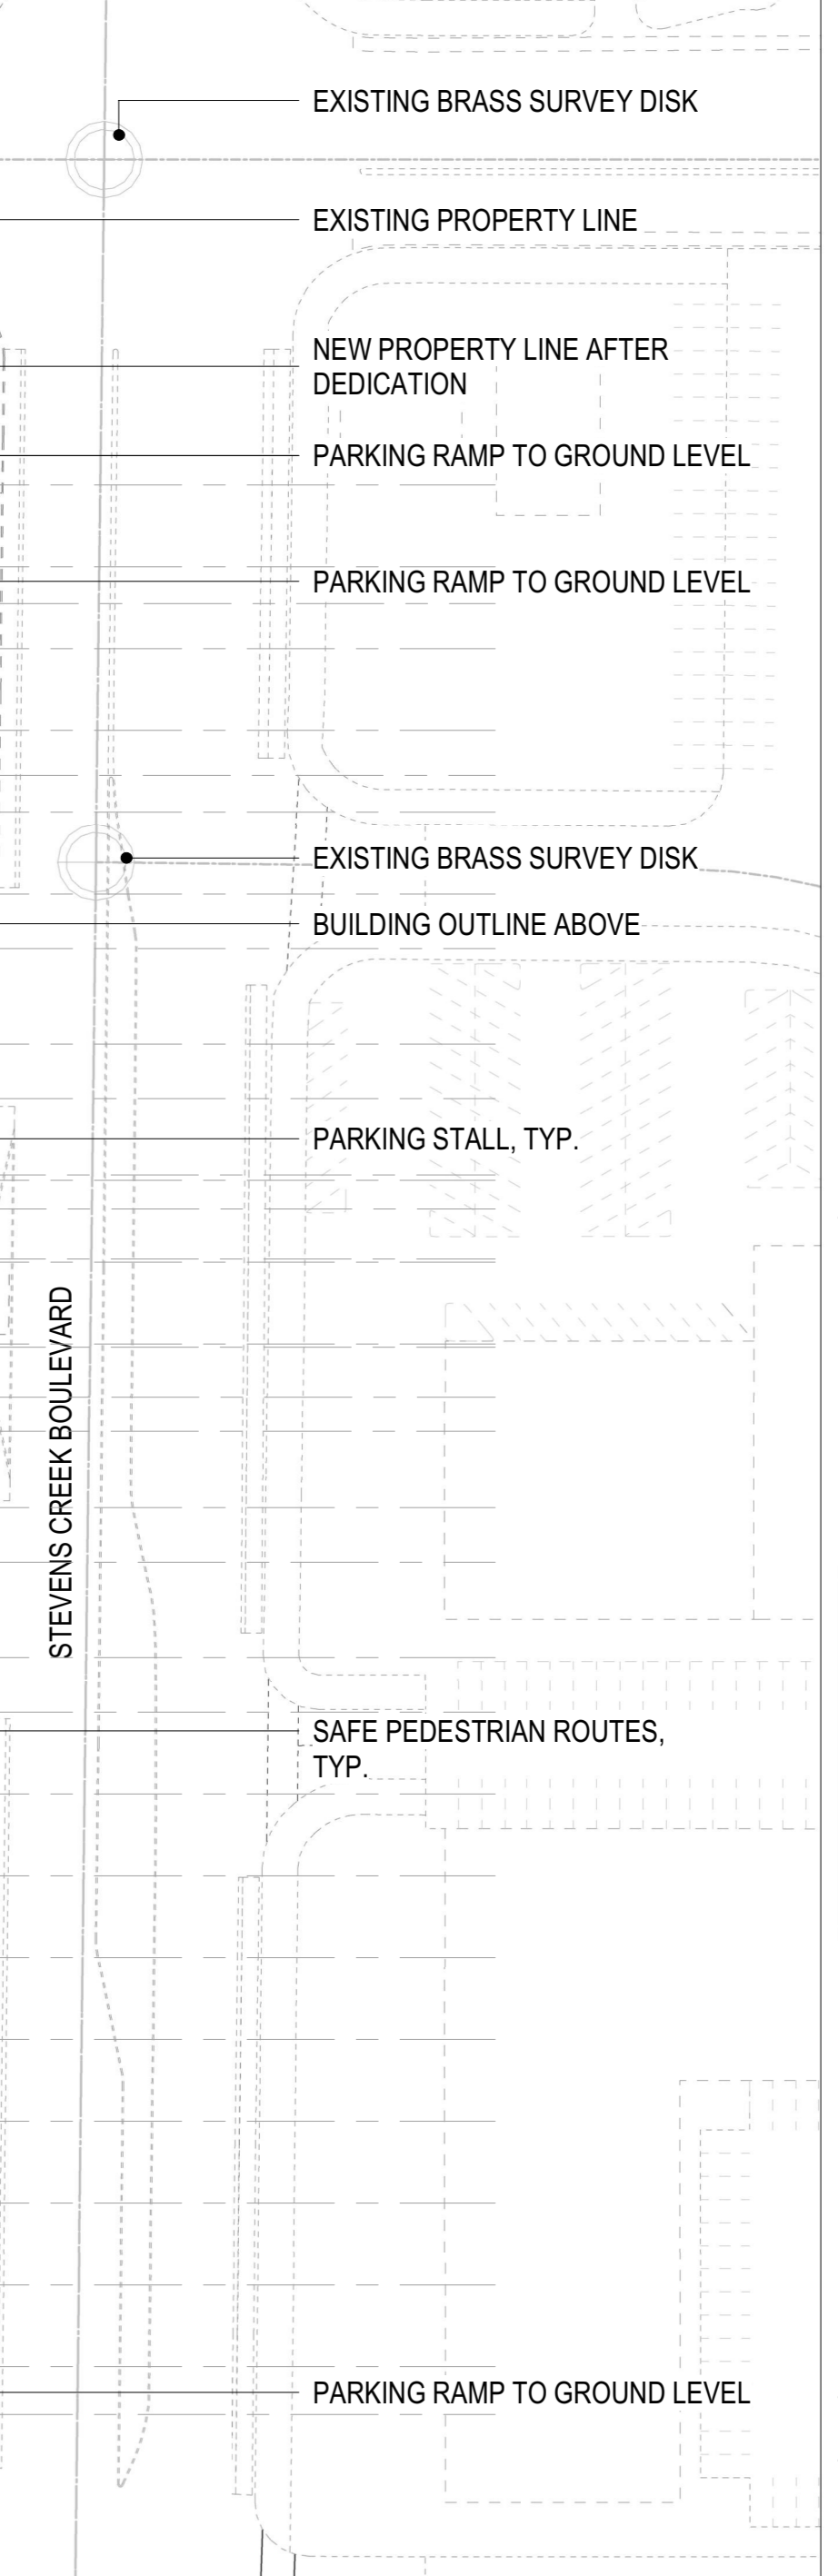 EXISTING BRASS SURVEY DISK
EXISTING PROPERTY LINE
NEW PROPERTY LINE AFTER
DEDICATION
PARKING RAMP TO GROUND LEVEL
PARKING RAMP TO GROUND LEVEL
EXISTING BRASS SURVEY DISK
BUILDING OUTLINE ABOVE
PARKING STALL, TYP.
STEVENS CREEK BOULEVARD
SAFE PEDESTRIAN ROUTES,
TYP.
PARKING RAMP TO GROUND LEVEL